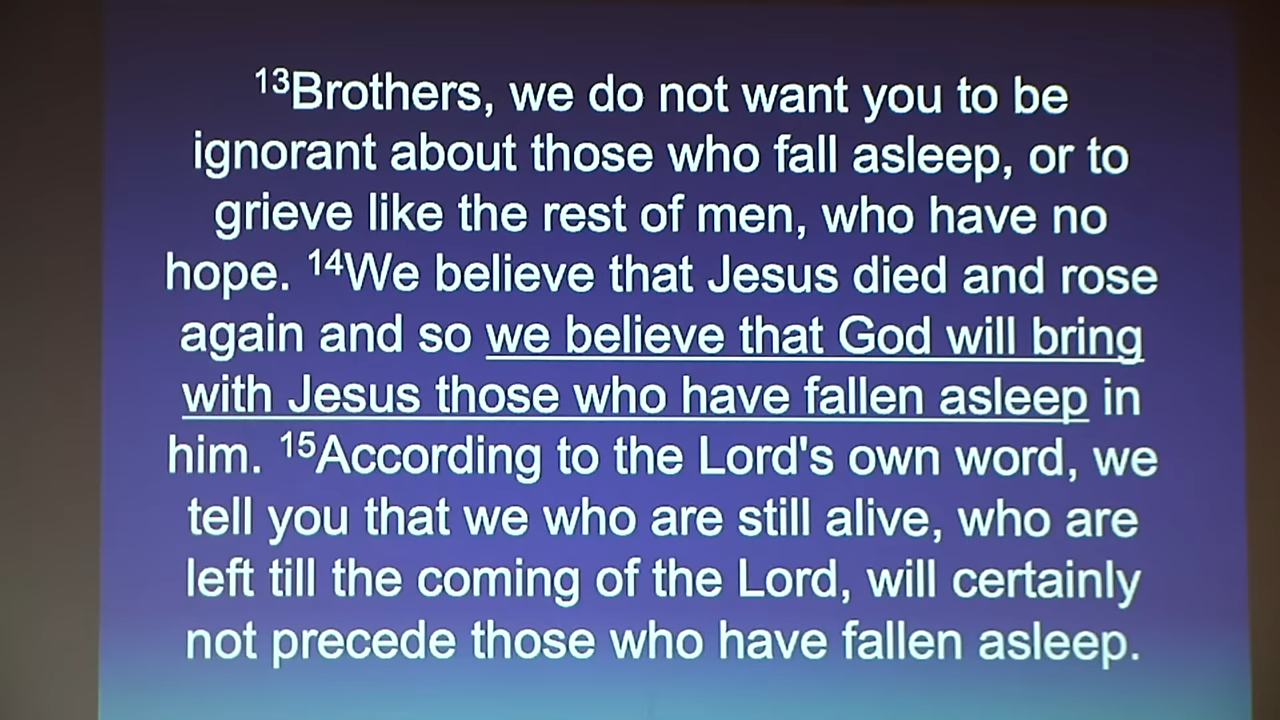 ¹³Brothers, we do not want you to be
ignorant about those who fall asleep, or to
grieve like the rest of men, who have no
hope. ¹⁴We believe that Jesus died and rose
again and so we believe that God will bring
with Jesus those who have fallen asleep in
him. ¹⁵According to the Lord's own word, we
tell you that we who are still alive, who are
left till the coming of the Lord, will certainly
not precede those who have fallen asleep.